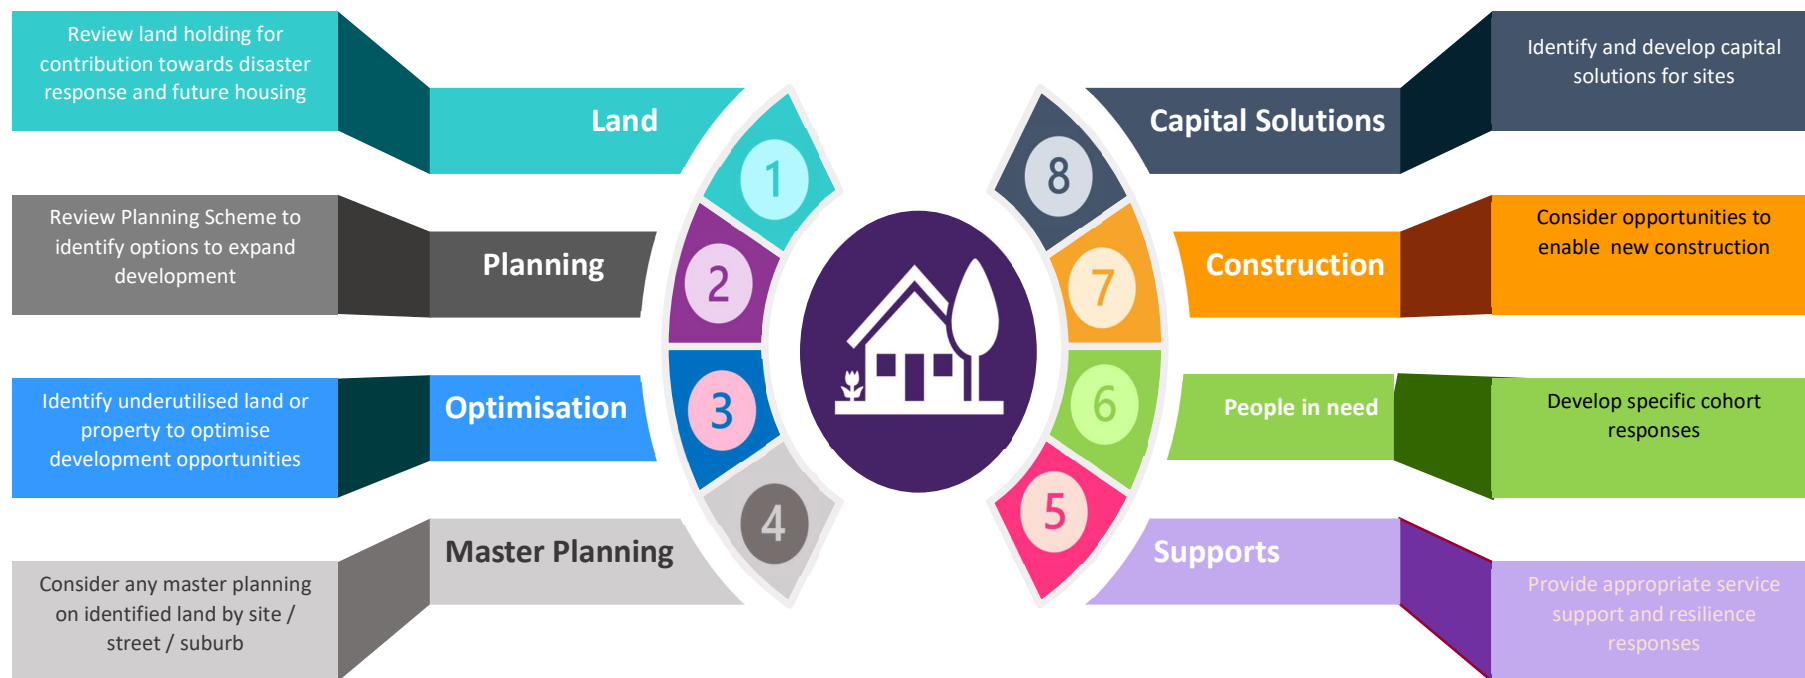 Review land holding for
contribution towards disaster
response and future housing
Land
1
Review Planning Scheme to
identify options to expand
development
Planning
2
Identify underutilised land or
property to optimise
development opportunities
Optimisation
3
Consider any master planning
on identified land by site /
street / suburb
Master Planning
4
8
Capital Solutions
Identify and develop capital
solutions for sites
7
Construction
Consider opportunities to
enable new construction
6
People in need
Develop specific cohort
responses
5
Supports
Provide appropriate service
support and resilience
responses